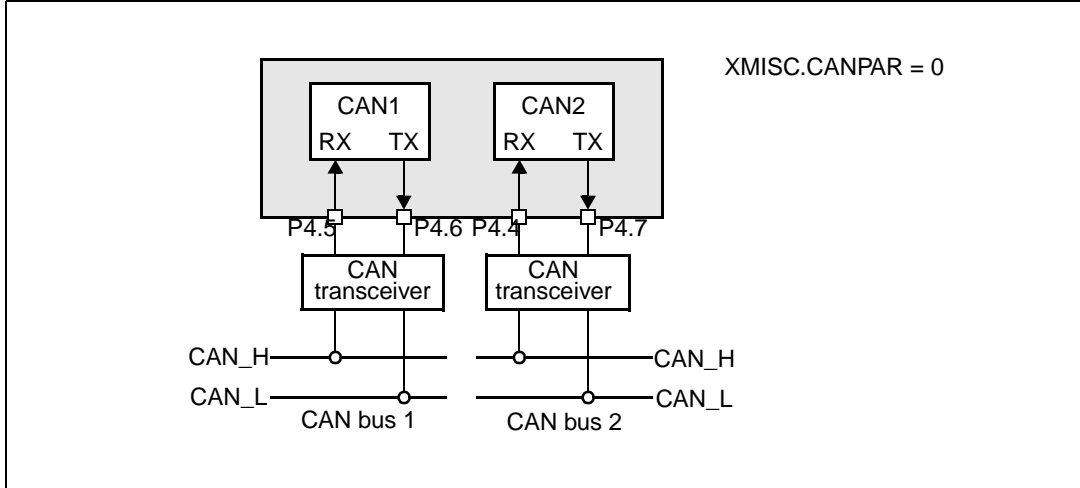 XMISC.CANPAR = 0
CAN1
RX TX
CAN2
RX TX
P4.5
P4.6
P4.4
P4.7
CAN
transceiver
CAN
transceiver
CAN_H
CAN_H
CAN_L
CAN_L
CAN bus 1
CAN bus 2